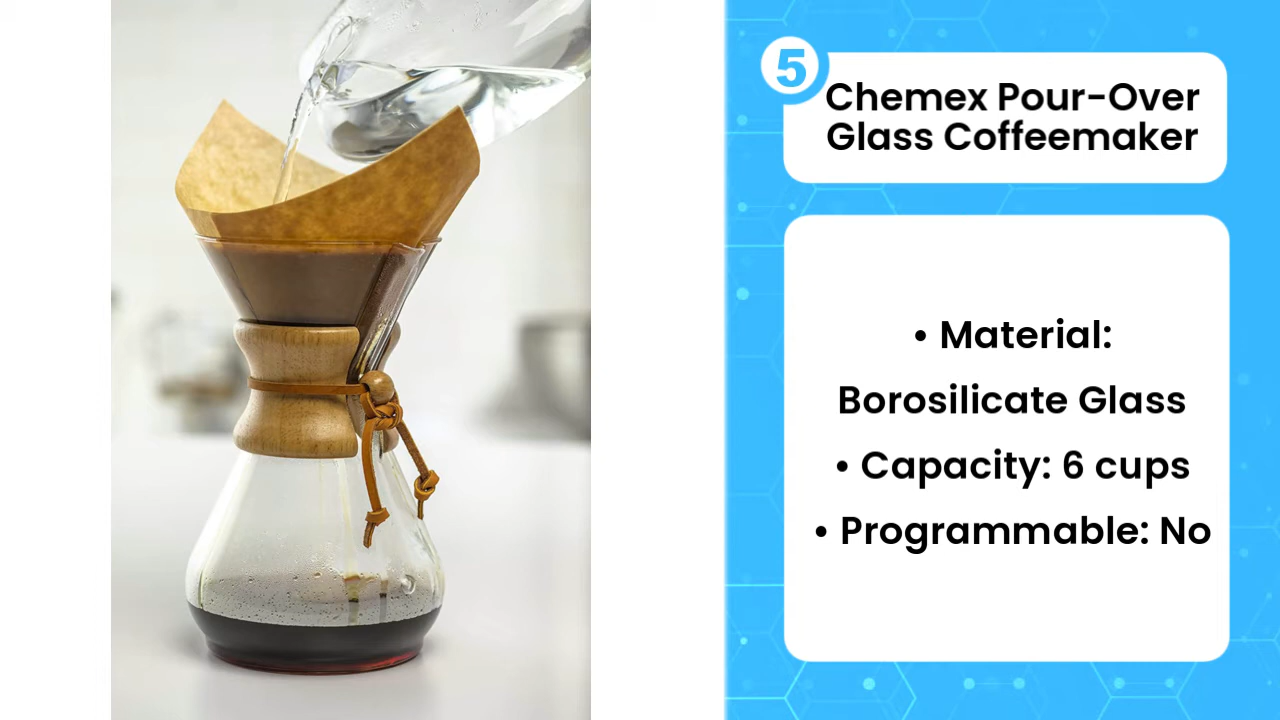 5
Chemex Pour-Over
Glass Coffeemaker
• Material:
Borosilicate Glass
• Capacity: 6 cups
• Programmable: No